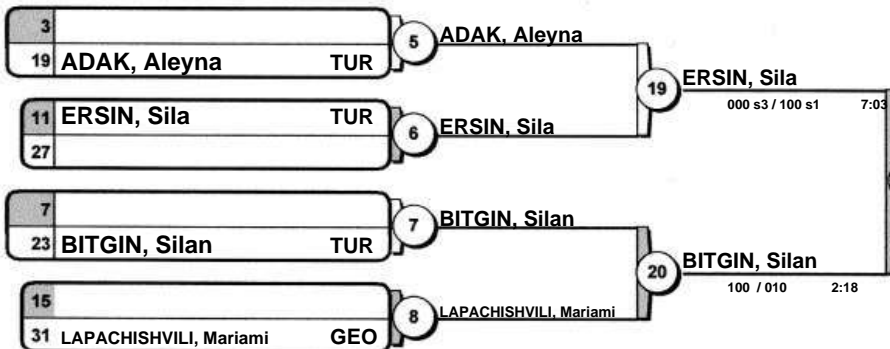 3
19 ADAK, Aleyna TUR
5 ADAK, Aleyna
11 ERSIN, Sila TUR
27
6 ERSIN, Sila
19 ERSIN, Sila
000 s3 / 100 s1 7:03
7
23 BITGIN, Silan TUR
7 BITGIN, Silan
15
31 LAPACHISHVILI, Mariami GEO
8 LAPACHISHVILI, Mariami
20 BITGIN, Silan
100 / 010 2:18